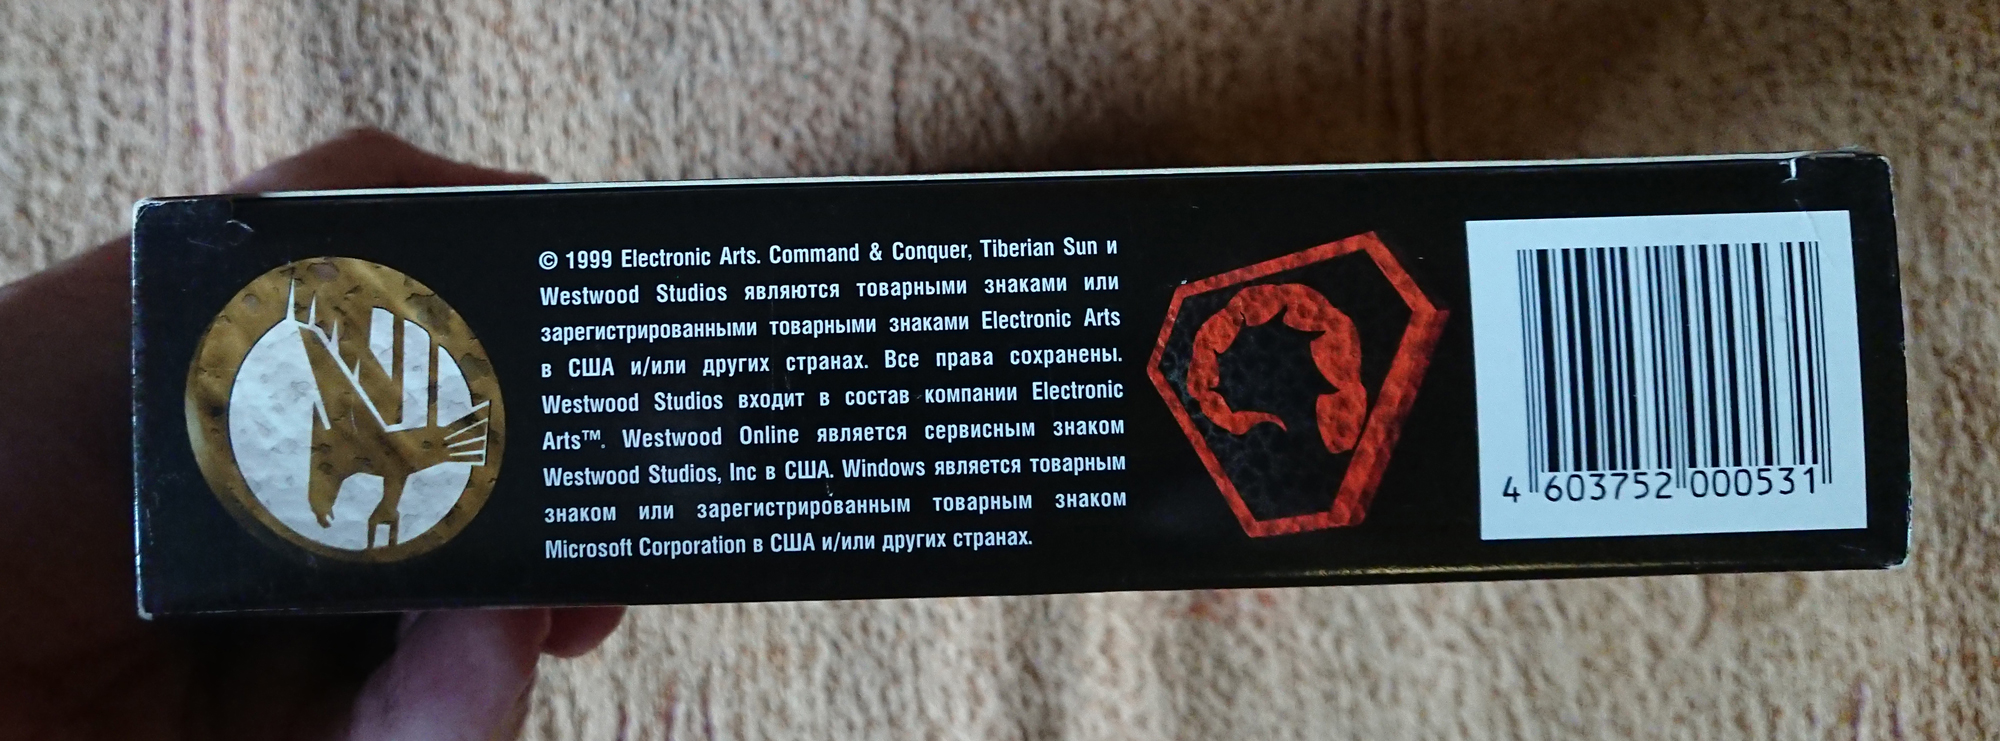 © 1999 Electronic Arts. Command & Conquer, Tiberian Sun и
Westwood Studios являются товарными знаками или
зарегистрированными товарными знаками Electronic Arts
в США и/или других странах. Все права сохранены.
Westwood Studios входит в состав компании Electronic
Arts™. Westwood Online является сервисным знаком
Westwood Studios, Inc в США. Windows является товарным
знаком или зарегистрированным товарным знаком
Microsoft Corporation в США и/или других странах.
4 603752 000531